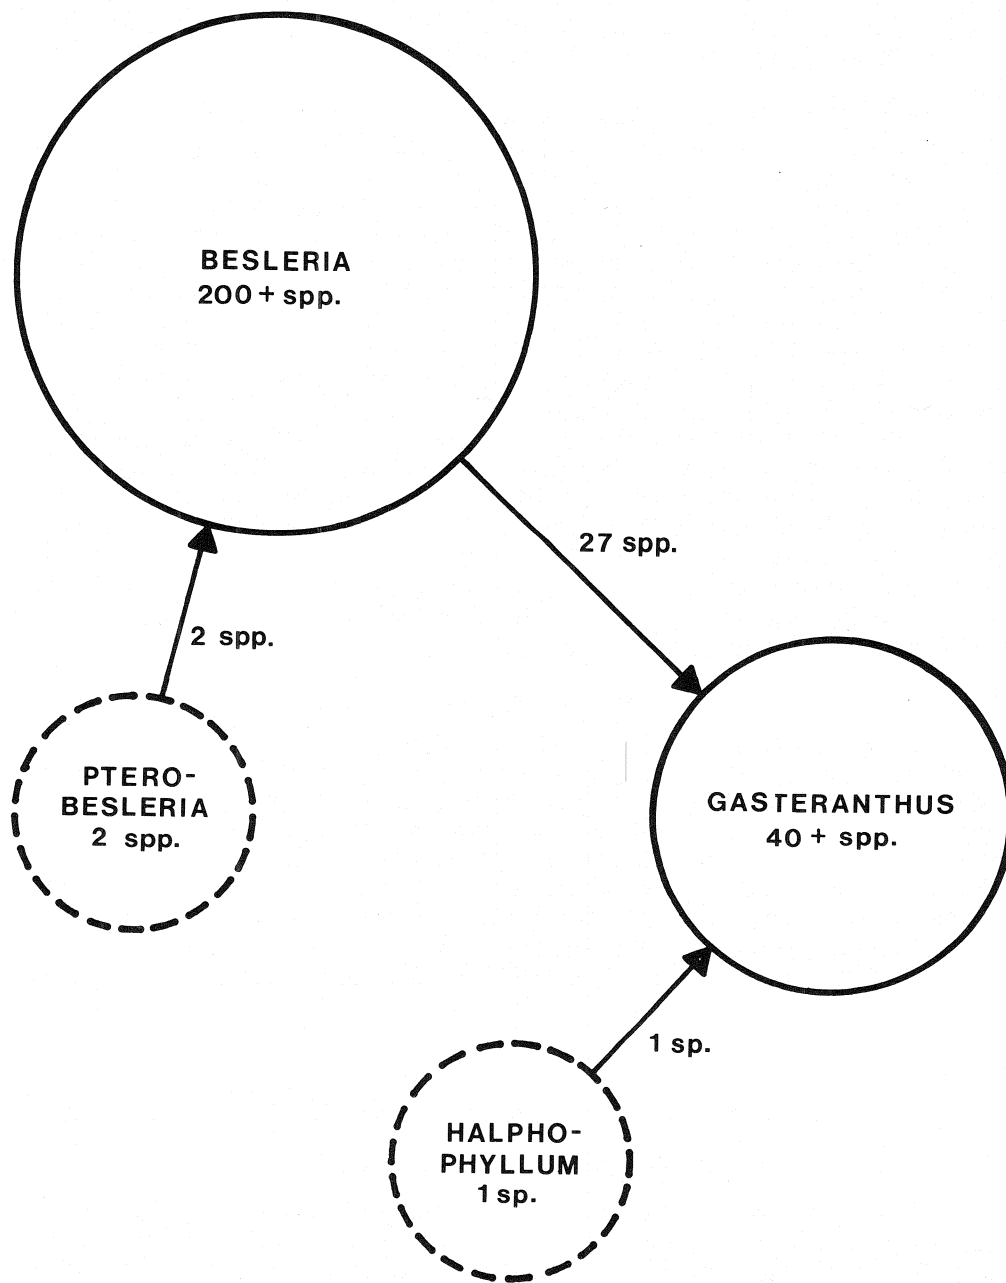 BESLERIA
200 + spp.
27 spp.
2 spp.
PTERO-
BESLERIA
2 spp.
GASTERANTHUS
40 + spp.
1 sp.
HALPHO-
PHYLLUM
1 sp.